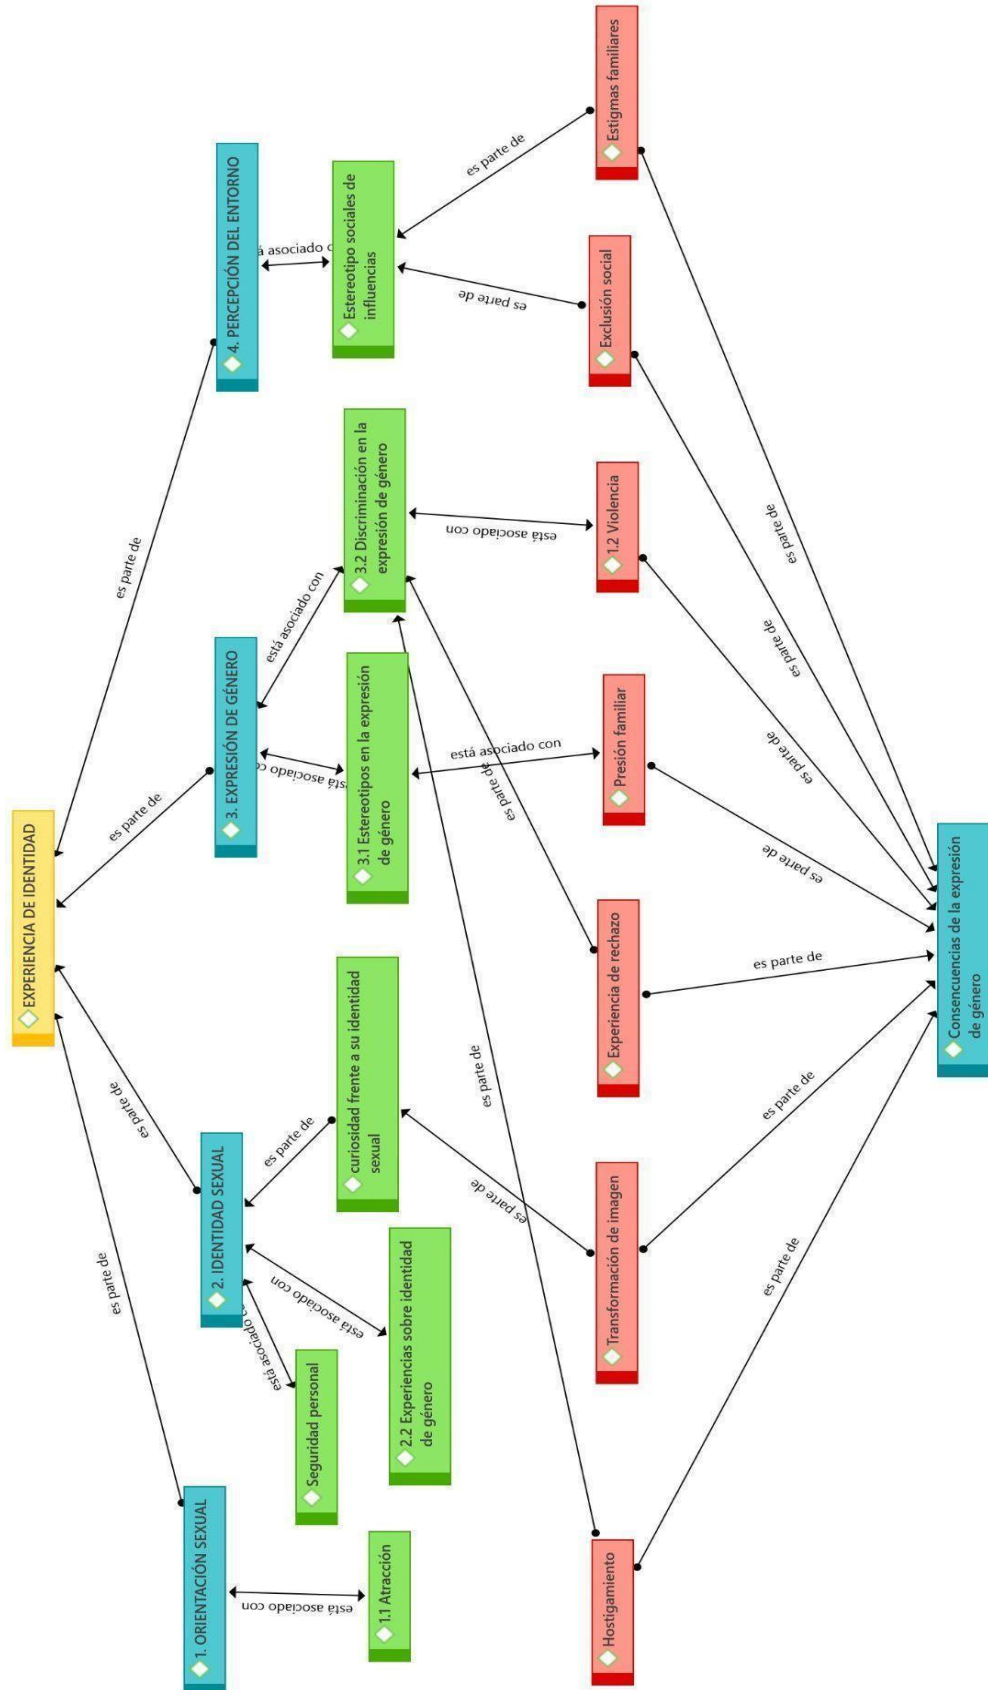 EXPERIENCIA DE IDENTIDAD
es parte de
es parte de
es parte de
es parte de
1. ORIENTACIÓN SEXUAL
2. IDENTIDAD SEXUAL
3. EXPRESIÓN DE GÉNERO
4. PERCEPCIÓN DEL ENTORNO
está asociado con
está asociado
está asociado con
es parte de
está asociado
está asociado con
asociado
1.1 Atracción
Seguridad personal
2.2 Experiencias sobre identidad
de género
curiosidad frente a su identidad
sexual
3.1 Estereotipos en la expresión
de género
3.2 Discriminación en la
expresión de género
Estereotipo sociales de
influencias
es parte de
es parte de
es parte de
está asociado con
está asociado con
es parte de
es parte de
Hostigamiento
Transformación de imagen
Experiencia de rechazo
Presión familiar
1.2 Violencia
Exclusión social
Estigmas familiares
es parte de
es parte de
es parte de
es parte de
es parte de
es parte de
es parte de
Consencuencias de la expresión
de género